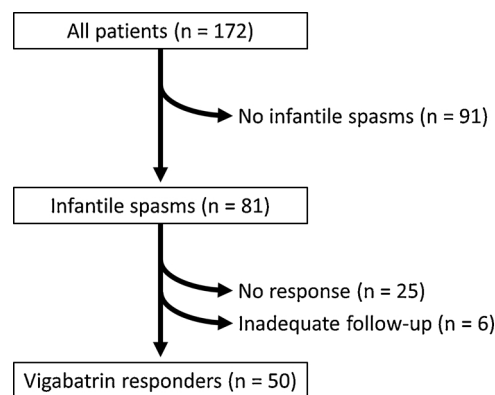 All patients (n = 172)
No infantile spasms (n = 91)
Infantile spasms (n = 81)
No response (n = 25)
Inadequate follow-up (n = 6)
Vigabatrin responders (n = 50)